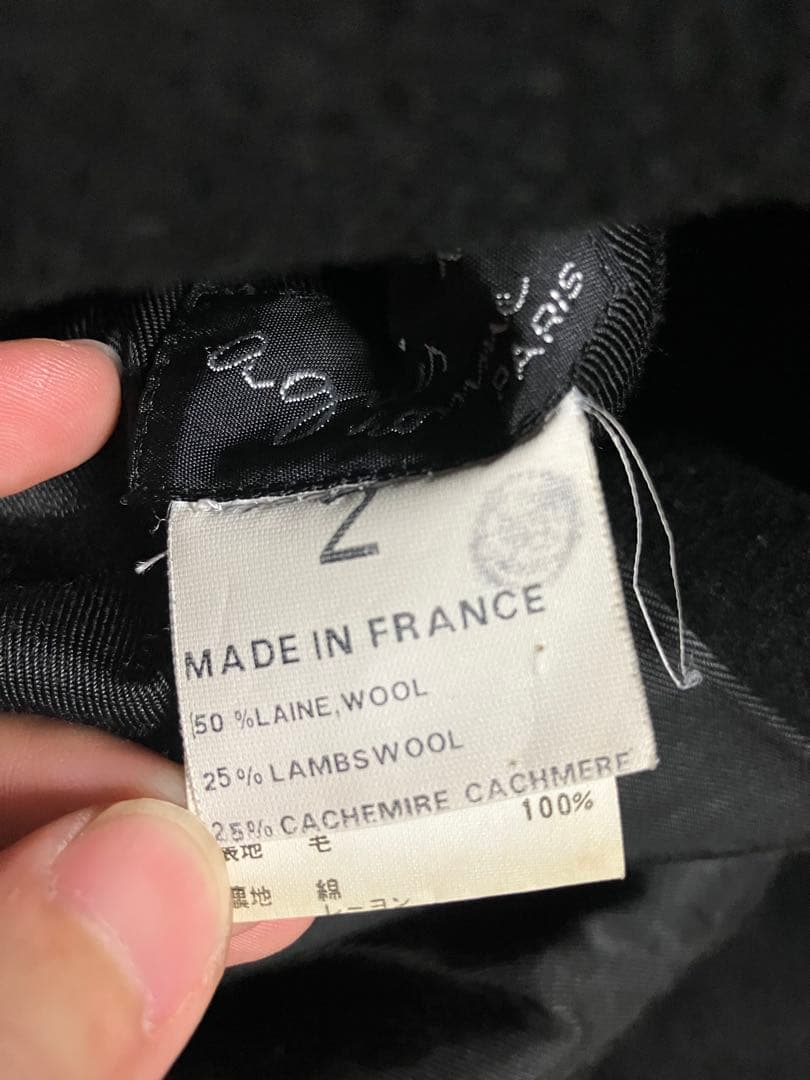 PARIS
2
MADE IN FRANCE
50 %LAINE,WOOL
25% LAMBSWOOL
25% CACHEMIRE CACHMERE
表地 毛 100%
裏地 綿
レーヨン